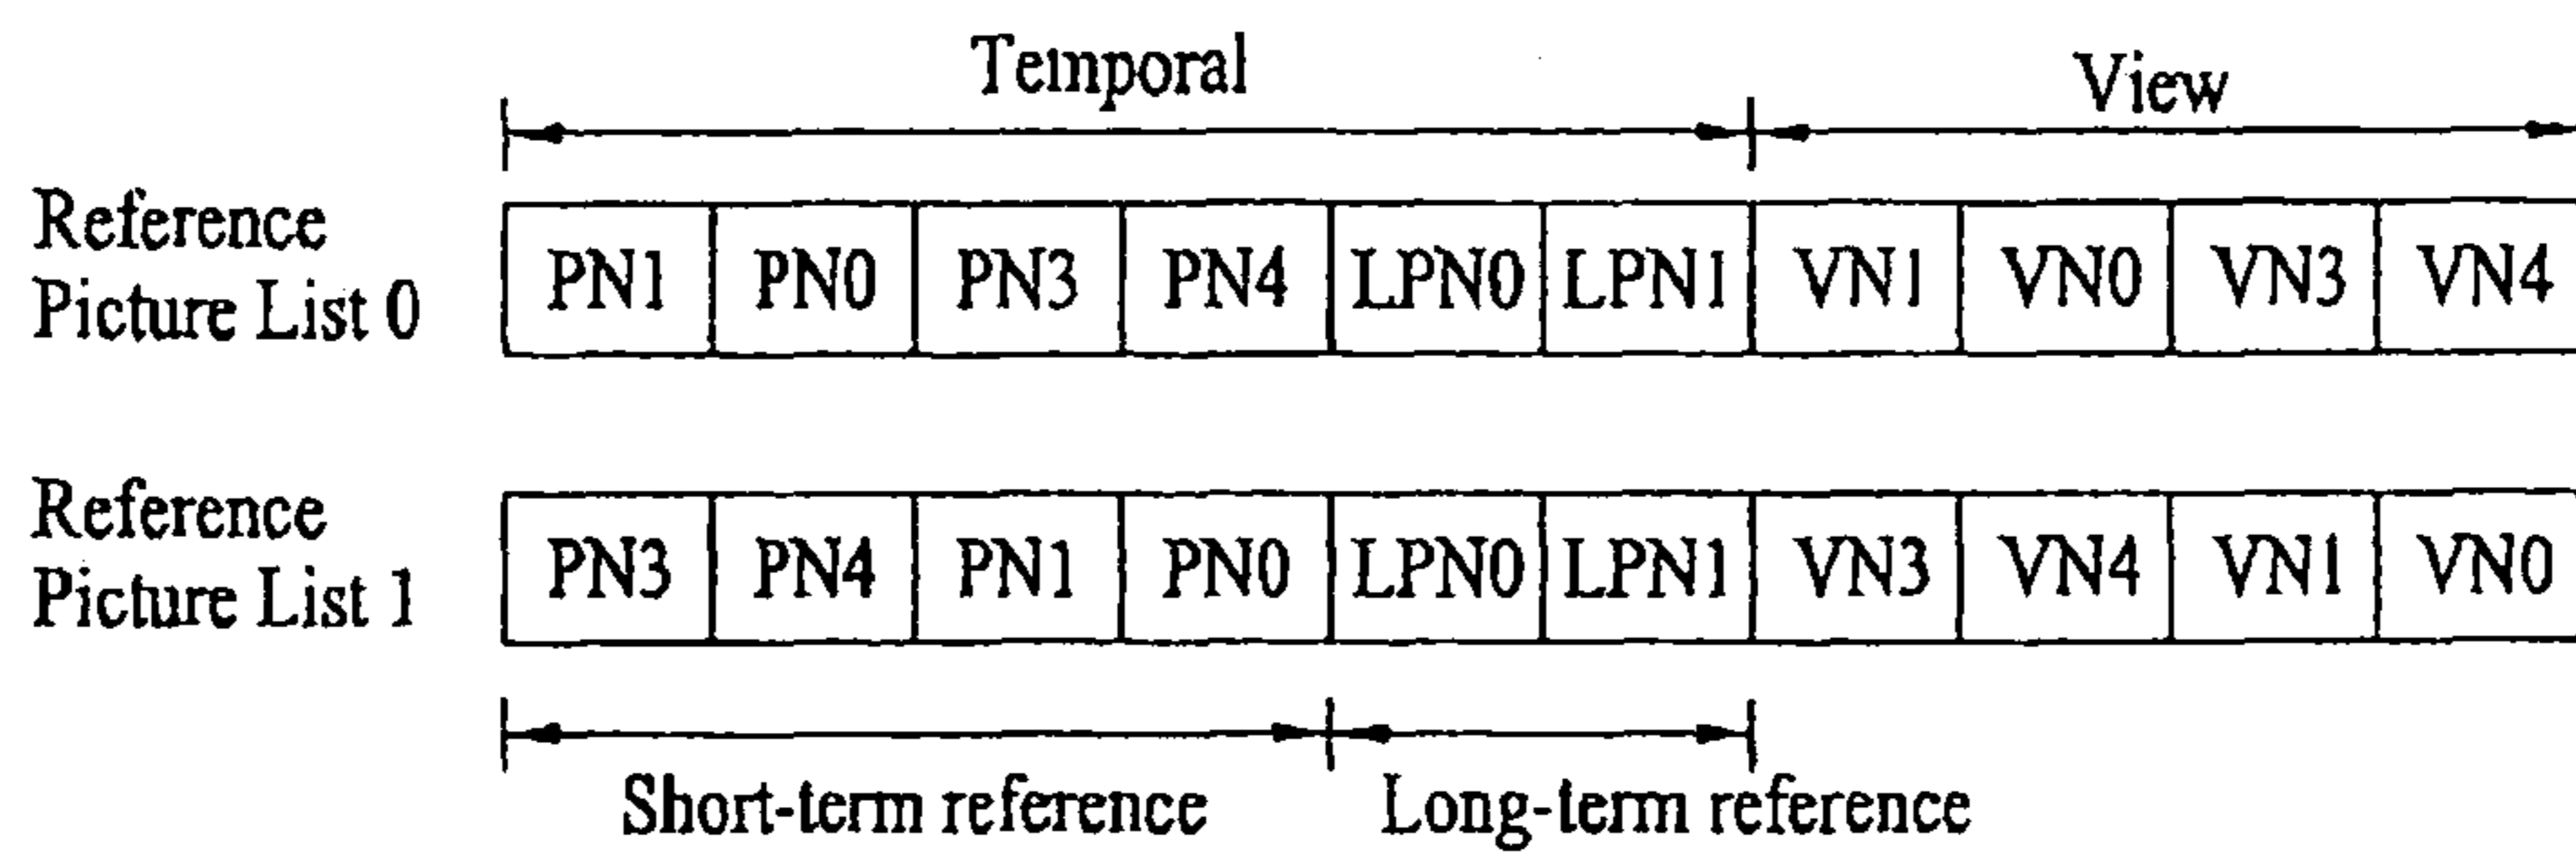 Temporal View
Reference
Picture List 0
PN1 PN0 PN3 PN4 LPN0 LPN1 VN1 VN0 VN3 VN4
Reference
Picture List 1
PN3 PN4 PN1 PN0 LPN0 LPN1 VN3 VN4 VN1 VN0
Short-term reference Long-term reference